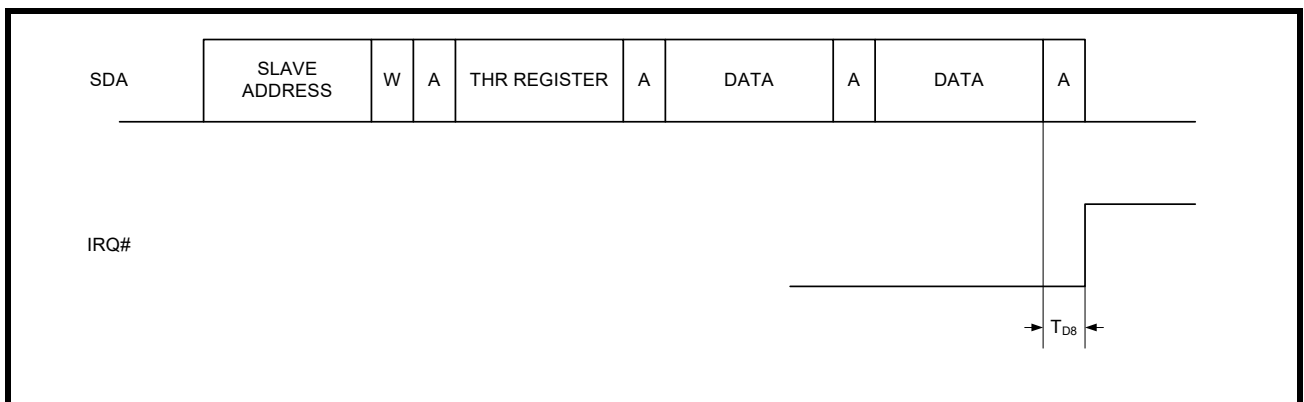 SDA
SLAVE
ADDRESS
W
A
THR REGISTER
A
DATA
A
DATA
A
IRQ#
TD8